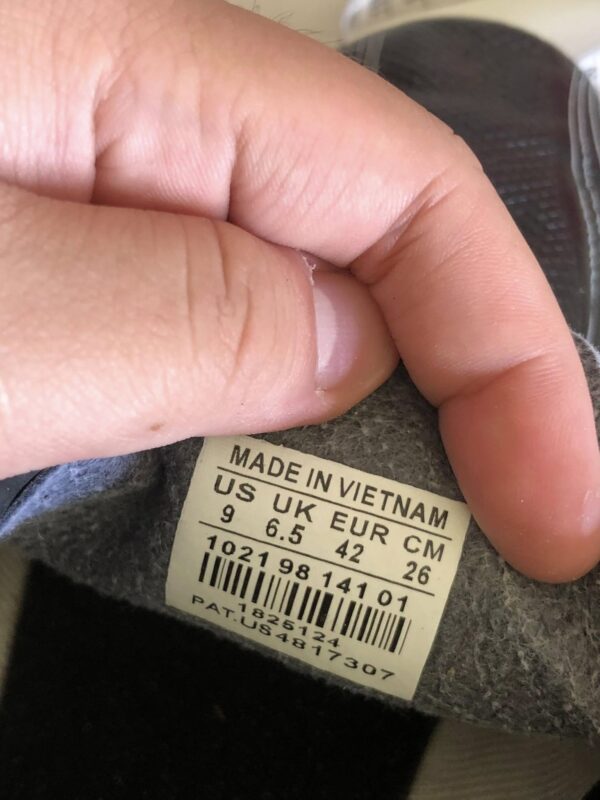 MADE IN VIETNAM
US UK EUR CM
9 6.5 42 26
1021 98 141 01
1825124
PAT.US4817307